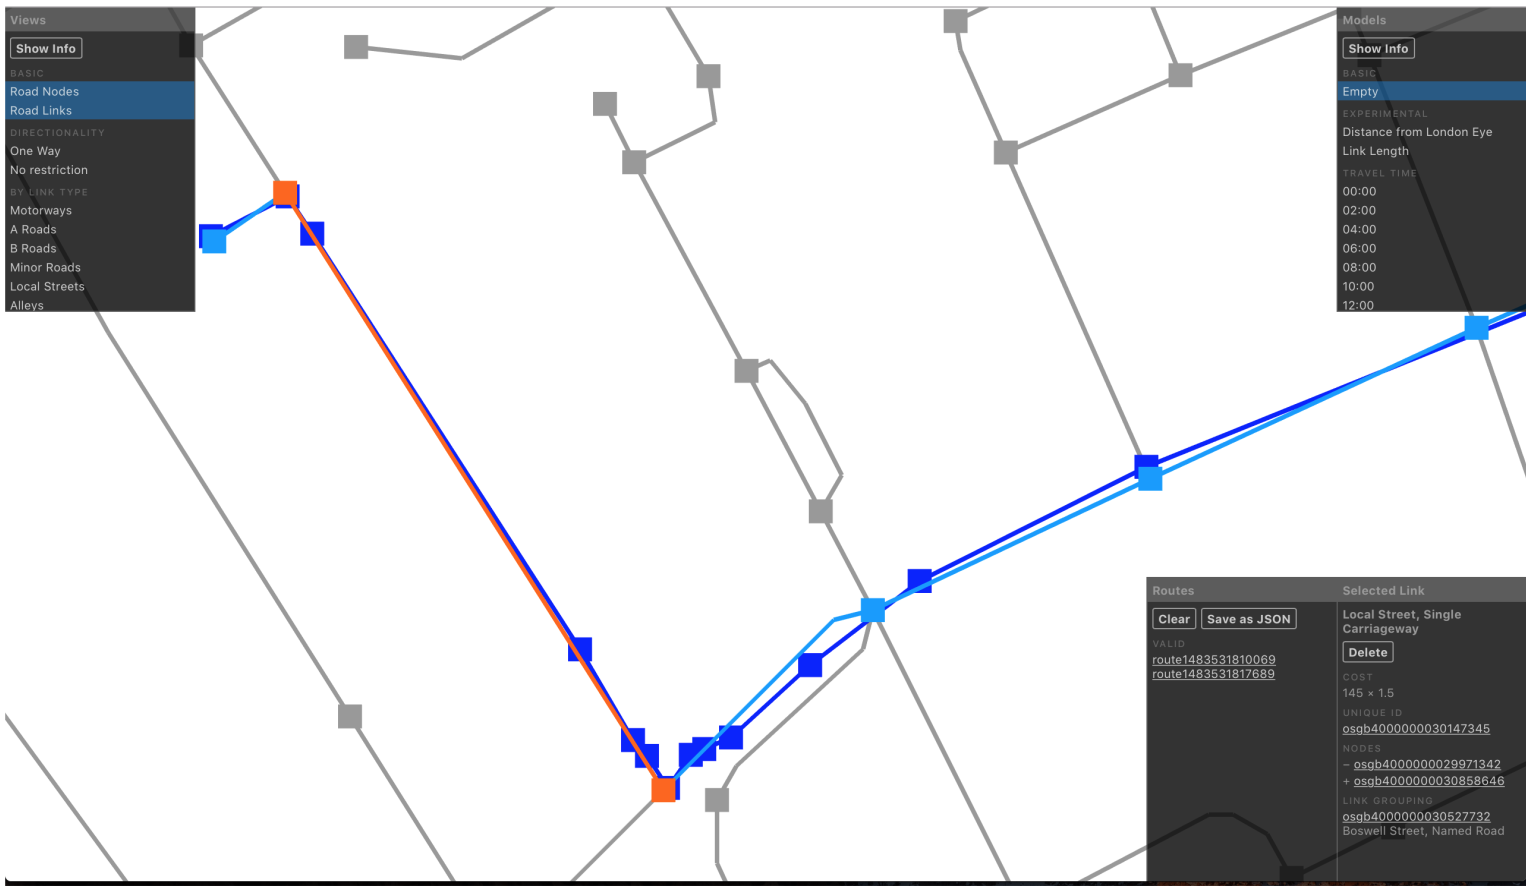 Views
Show Info
BASIC
Road Nodes
Road Links
DIRECTIONALITY
One Way
No restriction
BY LINK TYPE
Motorways
A Roads
B Roads
Minor Roads
Local Streets
Alleys
Models
Show Info
BASIC
Empty
EXPERIMENTAL
Distance from London Eye
Link Length
TRAVEL TIME
00:00
02:00
04:00
06:00
08:00
10:00
12:00
Routes
Clear Save as JSON
VALID
route1483531810069
route1483531817689
Selected Link
Local Street, Single
Carriageway
Delete
COST
145 × 1.5
UNIQUE ID
osgb4000000030147345
NODES
− osgb4000000029971342
+ osgb4000000030858646
LINK GROUPING
osgb4000000030527732
Boswell Street, Named Road